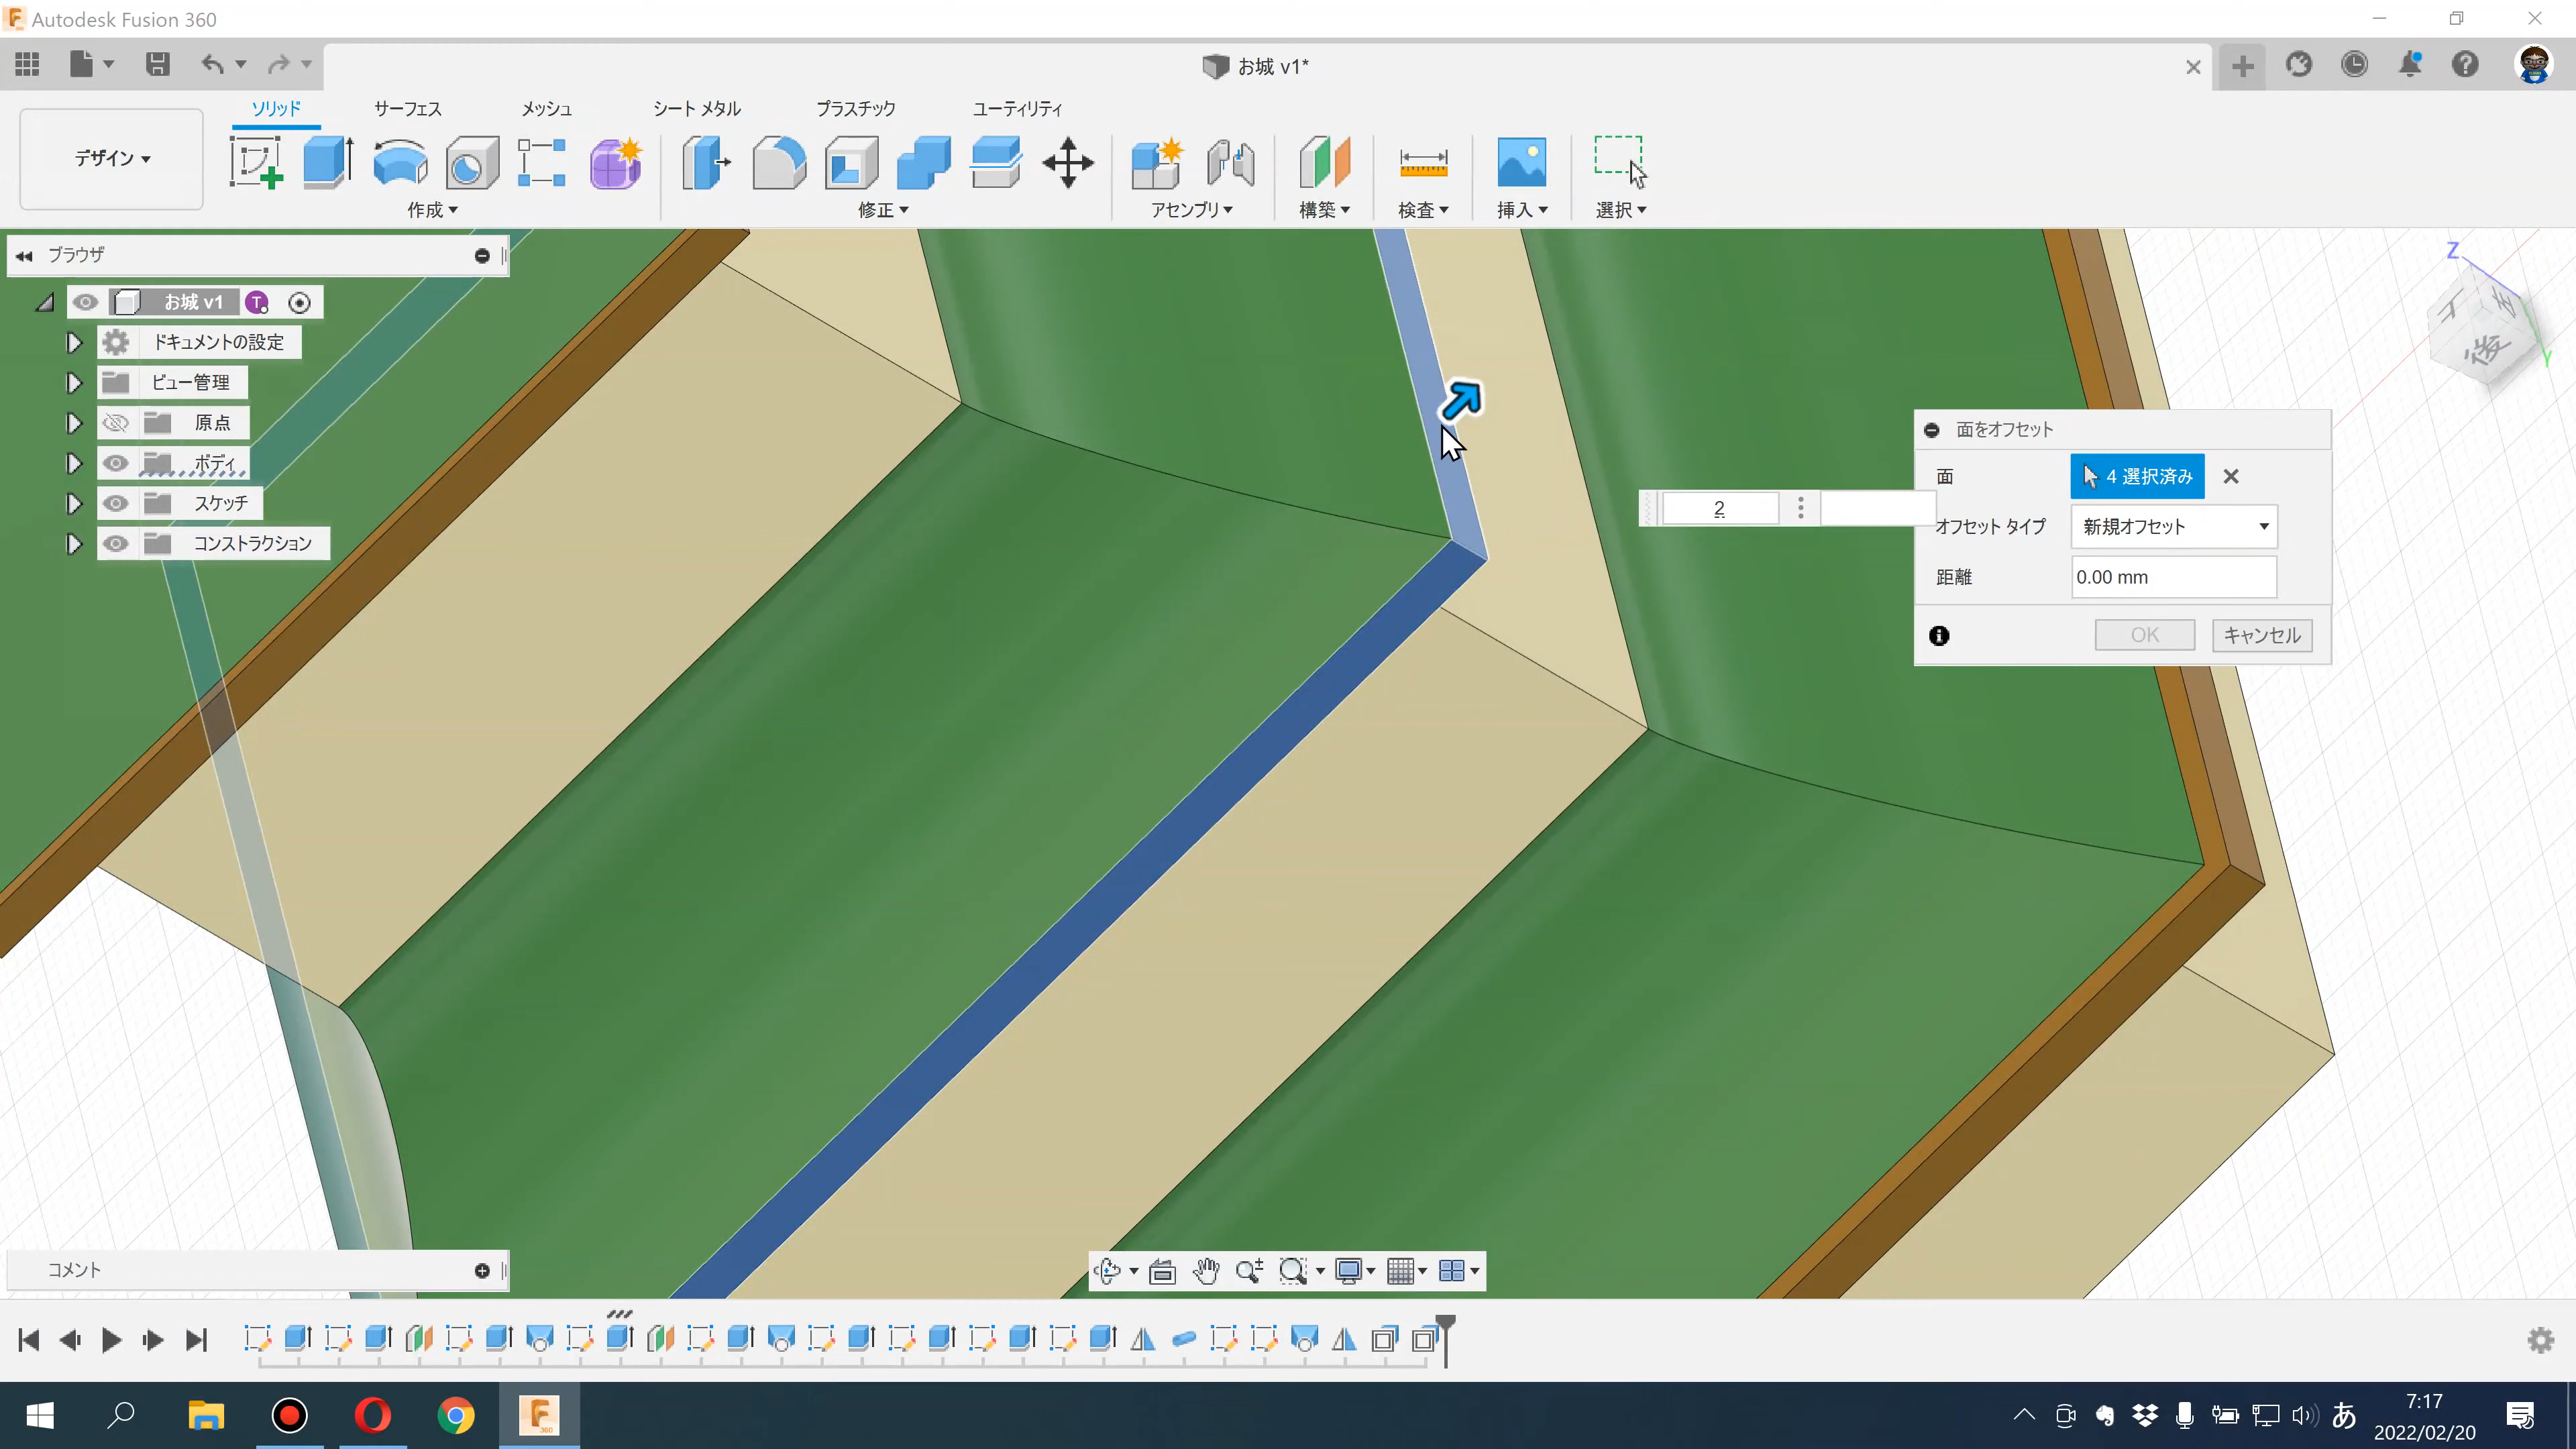 Autodesk Fusion 360
お城 v1*
ソリッド
サーフェス
メッシュ
シート メタル
プラスチック
ユーティリティ
デザイン
作成
修正
アセンブリ
構築
検査
挿入
選択
ブラウザ
お城 v1
ドキュメントの設定
ビュー管理
原点
ボディ
スケッチ
コンストラクション
Z
Y
後
下
面をオフセット
面
4 選択済み
2
オフセット タイプ
新規オフセット
距離
0.00 mm
OK
キャンセル
コメント
360
あ
7:17
2022/02/20